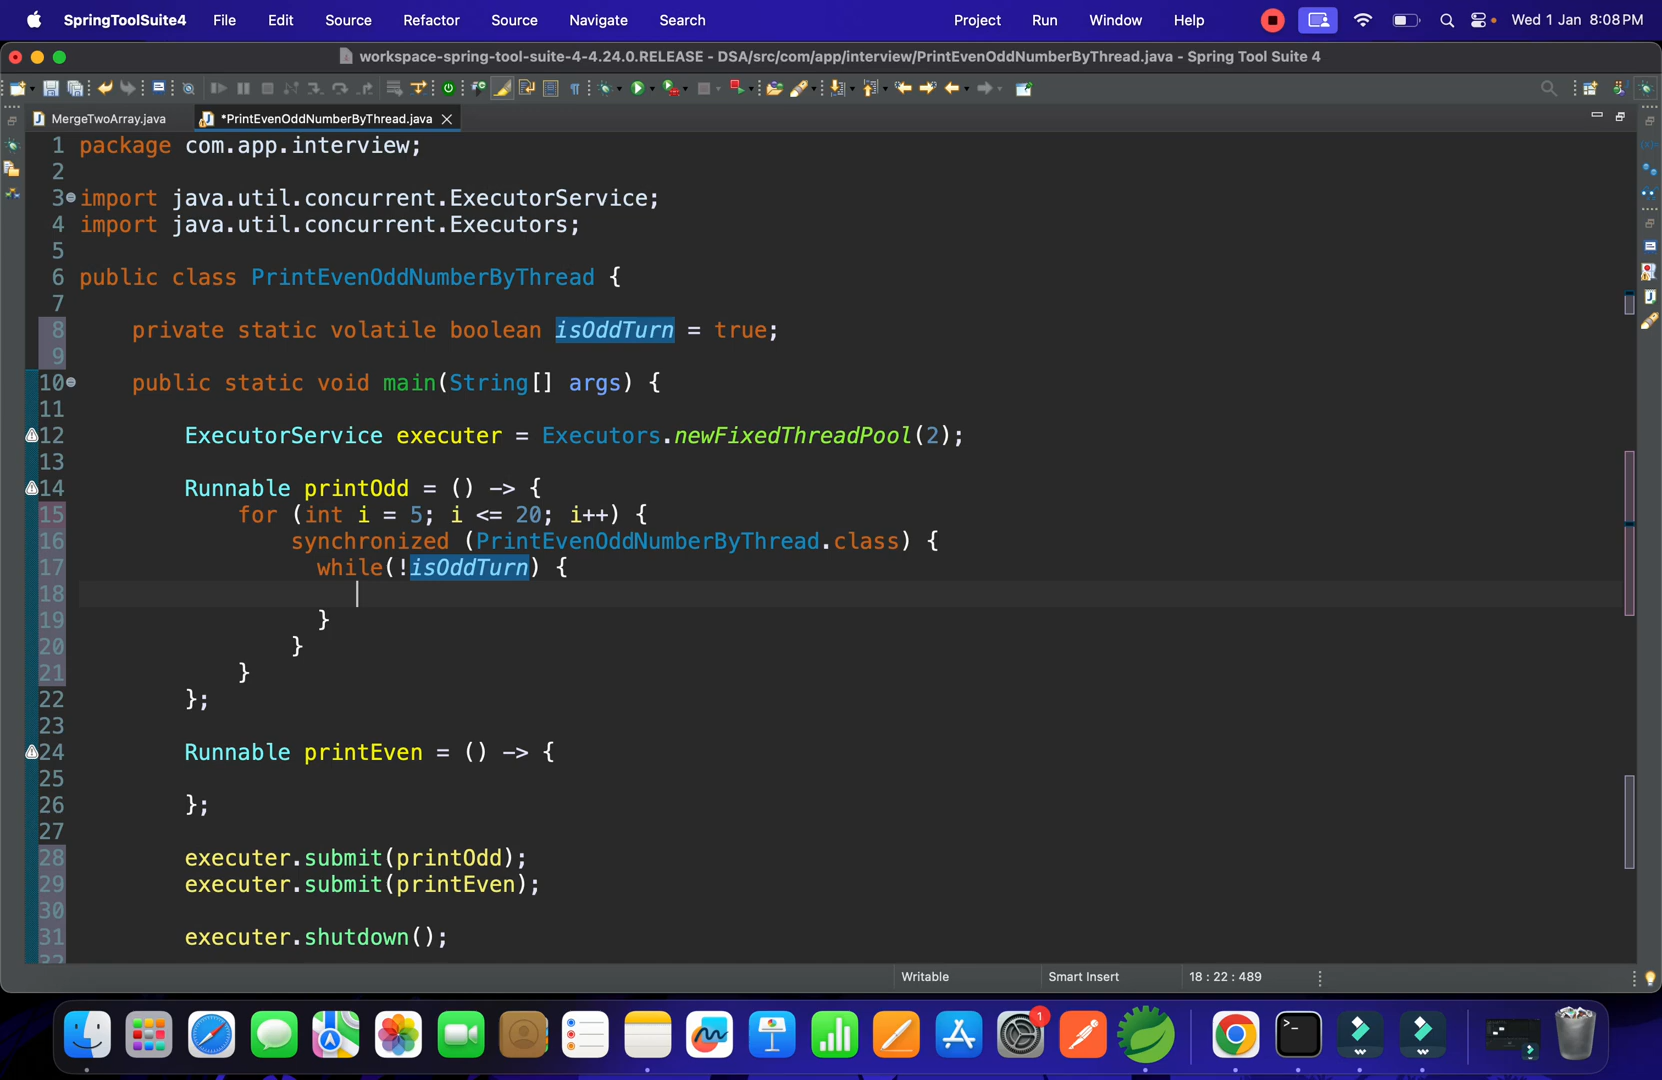 SpringToolSuite4 File Edit Source Refactor Source Navigate Search Project Run Window Help Wed 1 Jan 8:08 PM
workspace-spring-tool-suite-4-4.24.0.RELEASE - DSA/src/com/app/interview/PrintEvenOddNumberByThread.java - Spring Tool Suite 4
MergeTwoArray.java *PrintEvenOddNumberByThread.java
1 package com.app.interview;
2
3 import java.util.concurrent.ExecutorService;
4 import java.util.concurrent.Executors;
5
6 public class PrintEvenOddNumberByThread {
7
8 private static volatile boolean isOddTurn = true;
9
10 public static void main(String[] args) {
11
12 ExecutorService executer = Executors.newFixedThreadPool(2);
13
14 Runnable printOdd = () -> {
15 for (int i = 5; i <= 20; i++) {
16 synchronized (PrintEvenOddNumberByThread.class) {
17 while(!isOddTurn) {
18
19 }
20 }
21 }
22 };
23
24 Runnable printEven = () -> {
25
26 };
27
28 executer.submit(printOdd);
29 executer.submit(printEven);
30
31 executer.shutdown();
32
Writable Smart Insert 18 : 22 : 489
1